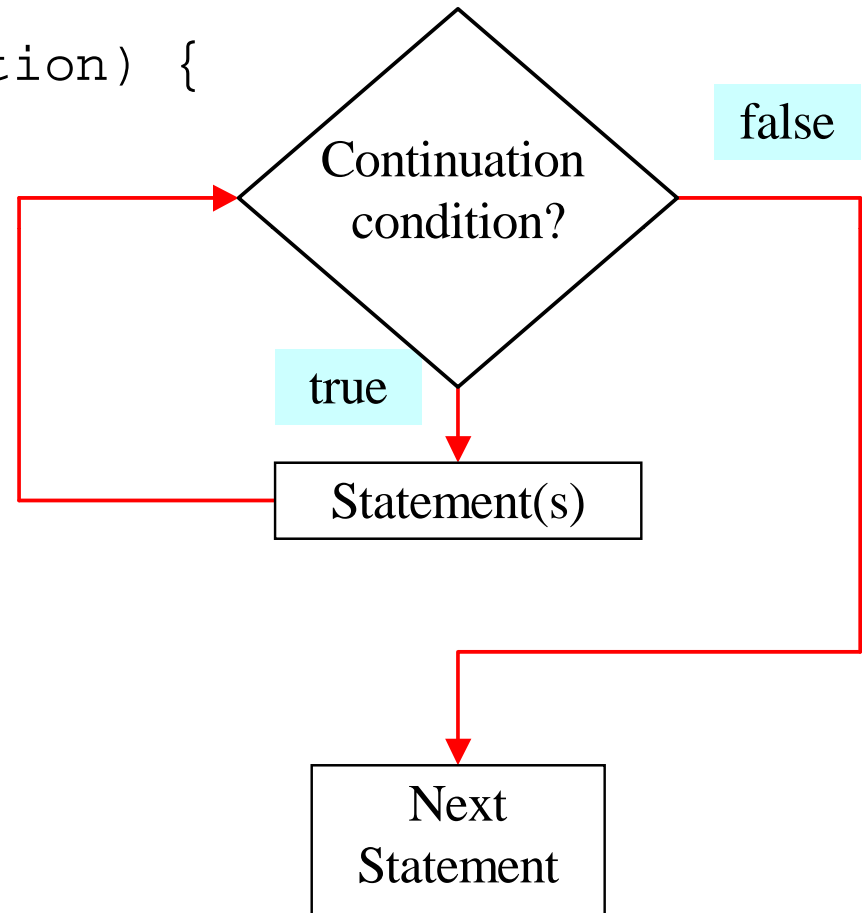 tion) {
false
Continuation
condition?
true
Statement(s)
Next
Statement